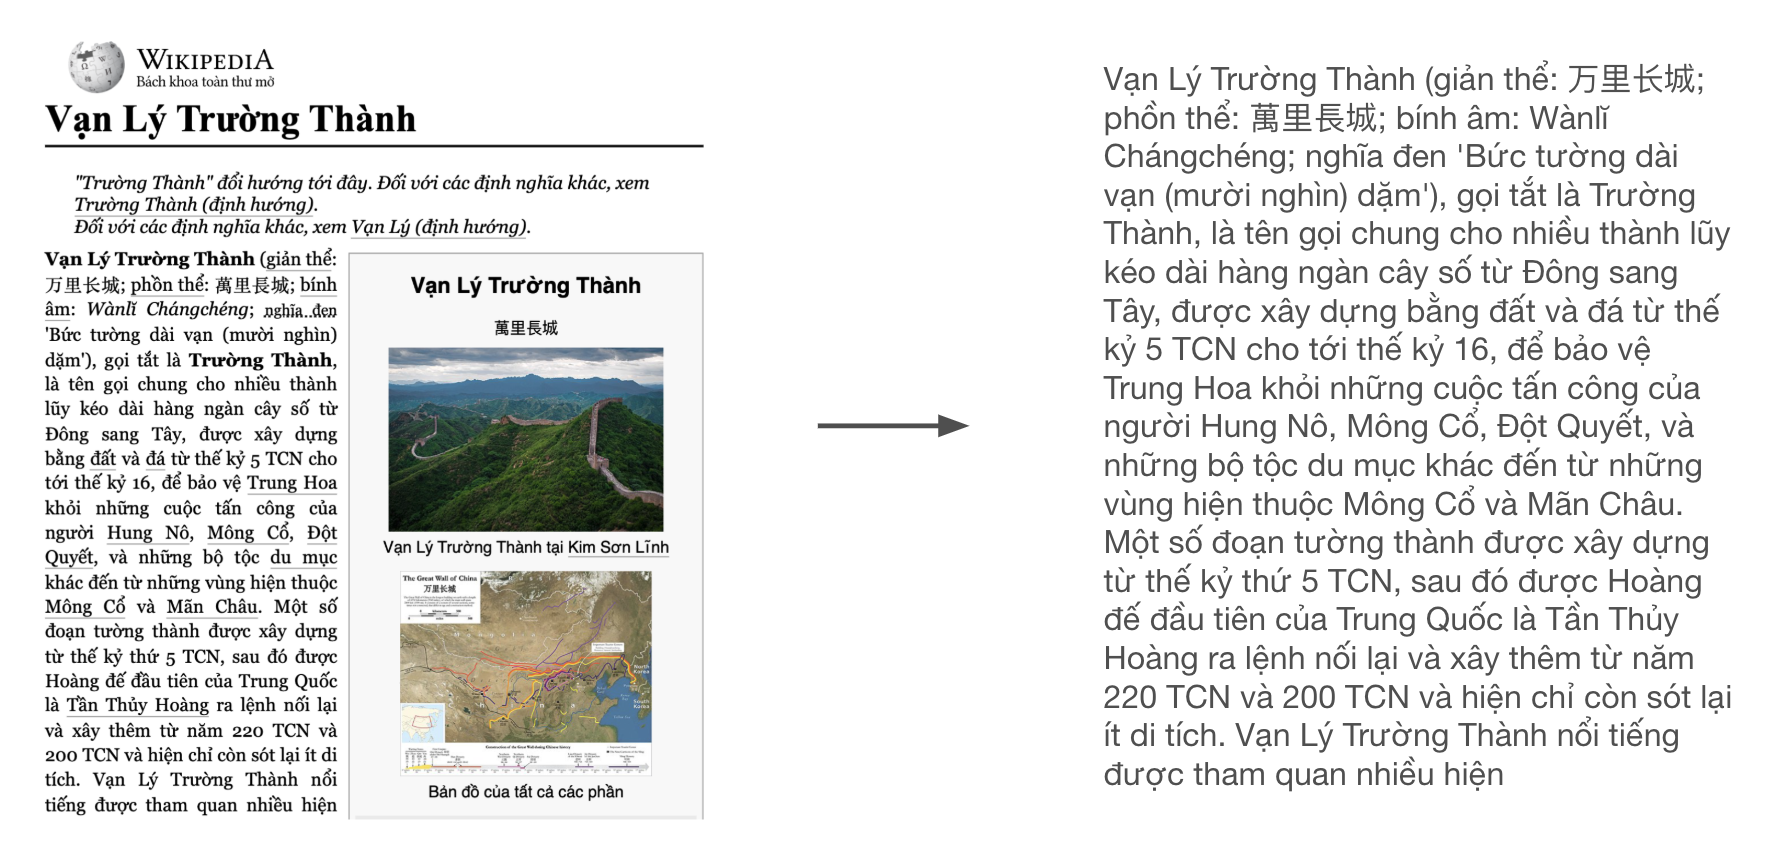 WIKIPEDIA
Bách khoa toàn thư mở
Vạn Lý Trường Thành
"Trường Thành" đổi hướng tới đây. Đối với các định nghĩa khác, xem
Trường Thành (định hướng).
Đối với các định nghĩa khác, xem Vạn Lý (định hướng).
Vạn Lý Trường Thành (giản thể:
万里长城; phồn thể: 萬里長城; bính
âm: Wànlǐ Chángchéng; nghĩa đen
'Bức tường dài vạn (mười nghìn)
dặm'), gọi tắt là Trường Thành,
là tên gọi chung cho nhiều thành
lũy kéo dài hàng ngàn cây số từ
Đông sang Tây, được xây dựng
bằng đất và đá từ thế kỷ 5 TCN cho
tới thế kỷ 16, để bảo vệ Trung Hoa
khỏi những cuộc tấn công của
người Hung Nô, Mông Cổ, Đột
Quyết, và những bộ tộc du mục
khác đến từ những vùng hiện thuộc
Mông Cổ và Mãn Châu. Một số
đoạn tường thành được xây dựng
từ thế kỷ thứ 5 TCN, sau đó được
Hoàng đế đầu tiên của Trung Quốc
là Tần Thủy Hoàng ra lệnh nối lại
và xây thêm từ năm 220 TCN và
200 TCN và hiện chỉ còn sót lại ít di
tích. Vạn Lý Trường Thành nổi
tiếng được tham quan nhiều hiện
Vạn Lý Trường Thành
萬里長城
Vạn Lý Trường Thành tại Kim Sơn Lĩnh
The Great Wall of China
万里长城
North
Korea
South
Korea
Bản đồ của tất cả các phần
Vạn Lý Trường Thành (giản thể: 万里长城;
phồn thể: 萬里長城; bính âm: Wànlǐ
Chángchéng; nghĩa đen 'Bức tường dài
vạn (mười nghìn) dặm'), gọi tắt là Trường
Thành, là tên gọi chung cho nhiều thành lũy
kéo dài hàng ngàn cây số từ Đông sang
Tây, được xây dựng bằng đất và đá từ thế
kỷ 5 TCN cho tới thế kỷ 16, để bảo vệ
Trung Hoa khỏi những cuộc tấn công của
người Hung Nô, Mông Cổ, Đột Quyết, và
những bộ tộc du mục khác đến từ những
vùng hiện thuộc Mông Cổ và Mãn Châu.
Một số đoạn tường thành được xây dựng
từ thế kỷ thứ 5 TCN, sau đó được Hoàng
đế đầu tiên của Trung Quốc là Tần Thủy
Hoàng ra lệnh nối lại và xây thêm từ năm
220 TCN và 200 TCN và hiện chỉ còn sót lại
ít di tích. Vạn Lý Trường Thành nổi tiếng
được tham quan nhiều hiện